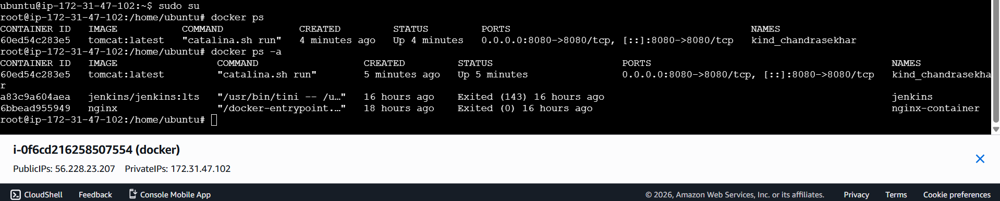 ubuntu@ip-172-31-47-102:~$ sudo su
root@ip-172-31-47-102:/home/ubuntu# docker ps
CONTAINER ID   IMAGE           COMMAND             CREATED         STATUS         PORTS                                         NAMES
60ed54c283e5   tomcat:latest   "catalina.sh run"   4 minutes ago   Up 4 minutes   0.0.0.0:8080->8080/tcp, [::]:8080->8080/tcp   kind_chandrasekhar
root@ip-172-31-47-102:/home/ubuntu# docker ps -a
CONTAINER ID   IMAGE                 COMMAND                  CREATED         STATUS                      PORTS                                         NAMES
60ed54c283e5   tomcat:latest         "catalina.sh run"        5 minutes ago   Up 5 minutes                0.0.0.0:8080->8080/tcp, [::]:8080->8080/tcp   kind_chandrasekha
r
a83c9a604aea   jenkins/jenkins:lts   "/usr/bin/tini -- /u…"   16 hours ago    Exited (143) 16 hours ago                                                 jenkins
6bbead955949   nginx                 "/docker-entrypoint.…"   18 hours ago    Exited (0) 16 hours ago                                                   nginx-container
root@ip-172-31-47-102:/home/ubuntu#
i-0f6cd216258507554 (docker)
PublicIPs: 56.228.23.207 PrivateIPs: 172.31.47.102
CloudShell Feedback Console Mobile App © 2026, Amazon Web Services, Inc. or its affiliates. Privacy Terms Cookie preferences